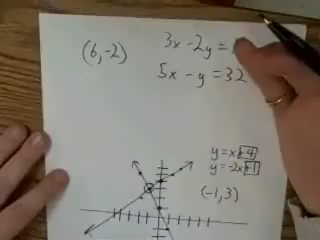 (6,-2)
3x-2y=
5x-y=32
y=x+4
y=-2x+1
(-1,3)